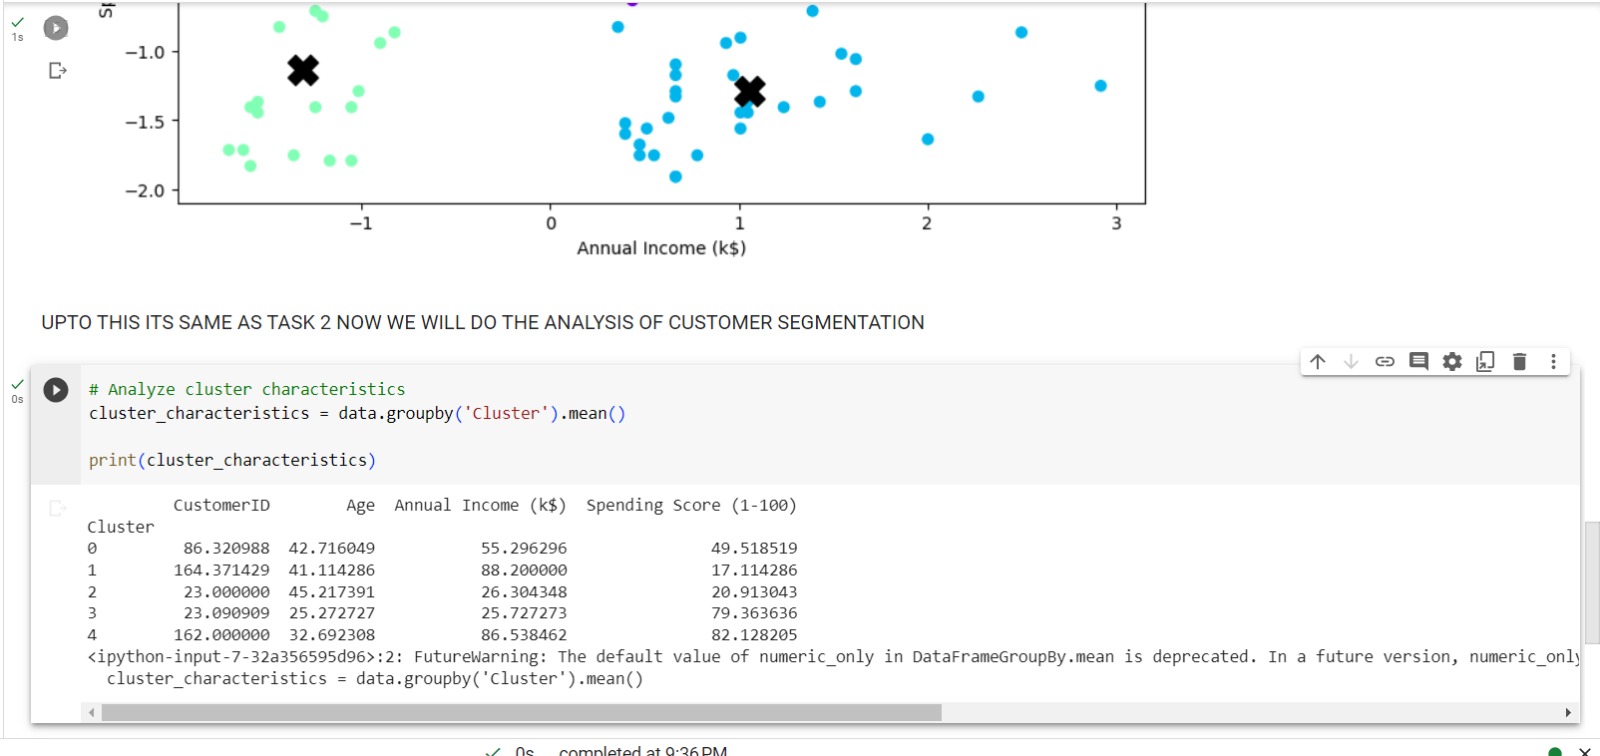 1s
Sp
−1.0
−1.5
−2.0
−1 0 1 2 3
Annual Income (k$)
UPTO THIS ITS SAME AS TASK 2 NOW WE WILL DO THE ANALYSIS OF CUSTOMER SEGMENTATION
0s
# Analyze cluster characteristics
cluster_characteristics = data.groupby('Cluster').mean()
print(cluster_characteristics)
CustomerID Age Annual Income (k$) Spending Score (1-100)
Cluster
0 86.320988 42.716049 55.296296 49.518519
1 164.371429 41.114286 88.200000 17.114286
2 23.000000 45.217391 26.304348 20.913043
3 23.090909 25.272727 25.727273 79.363636
4 162.000000 32.692308 86.538462 82.128205
<ipython-input-7-32a356595d96>:2: FutureWarning: The default value of numeric_only in DataFrameGroupBy.mean is deprecated. In a future version, numeric_only
cluster_characteristics = data.groupby('Cluster').mean()
0s completed at 9:36 PM